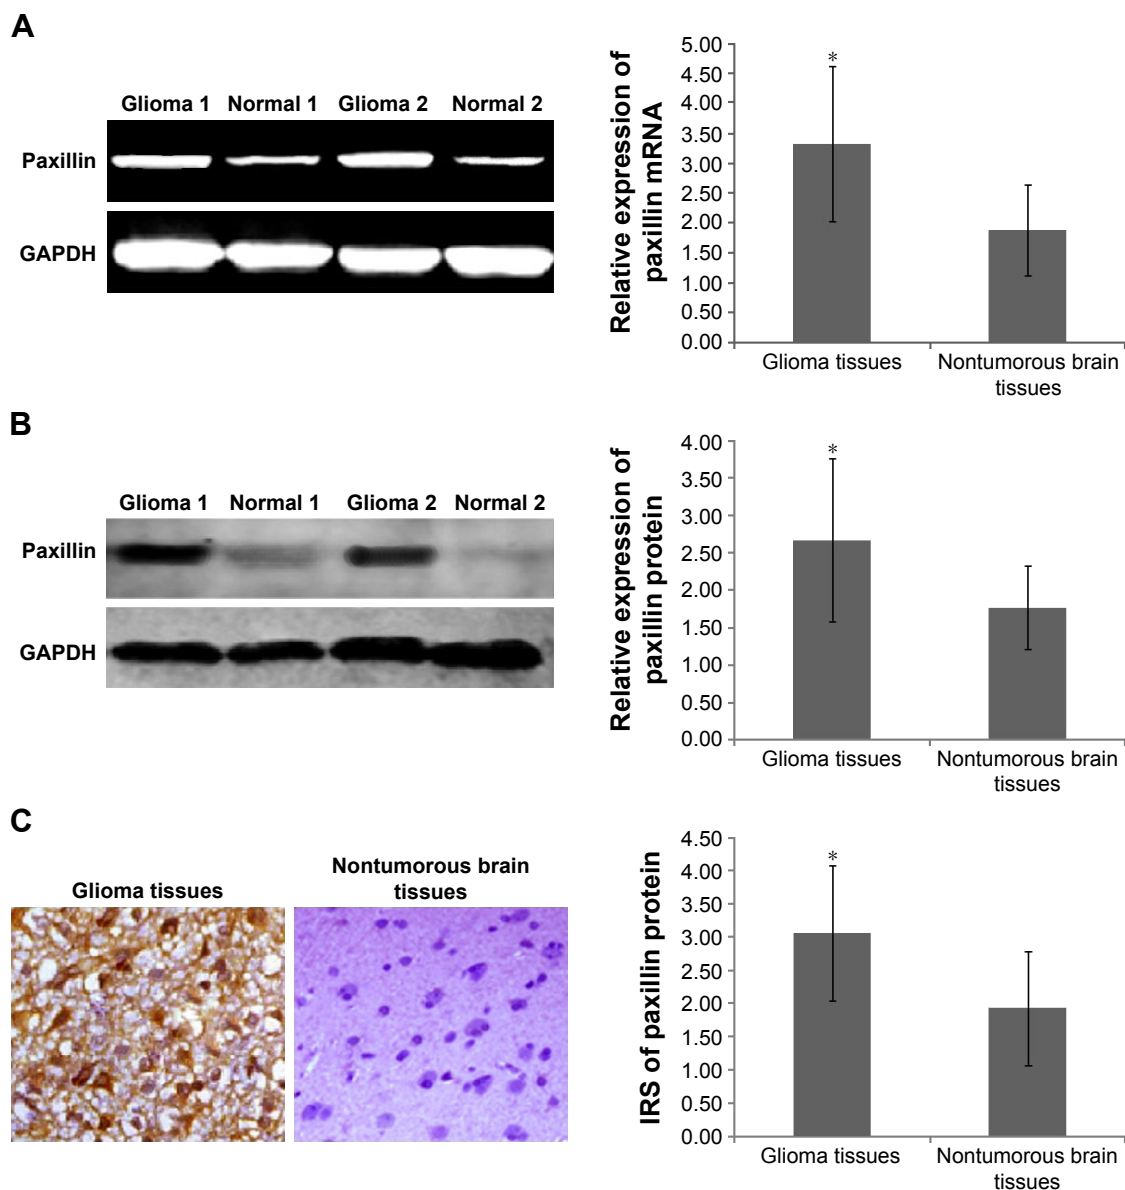 A
Glioma 1 Normal 1 Glioma 2 Normal 2
Paxillin
GAPDH
Relative expression of
paxillin mRNA
5.00
4.50
4.00
3.50
3.00
2.50
2.00
1.50
1.00
0.50
0.00
*
Glioma tissues
Nontumorous brain
tissues
B
Glioma 1 Normal 1 Glioma 2 Normal 2
Paxillin
GAPDH
Relative expression of
paxillin protein
4.00
3.50
3.00
2.50
2.00
1.50
1.00
0.50
0.00
*
Glioma tissues
Nontumorous brain
tissues
C
Glioma tissues
Nontumorous brain
tissues
IRS of paxillin protein
4.50
4.00
3.50
3.00
2.50
2.00
1.50
1.00
0.50
0.00
*
Glioma tissues
Nontumorous brain
tissues